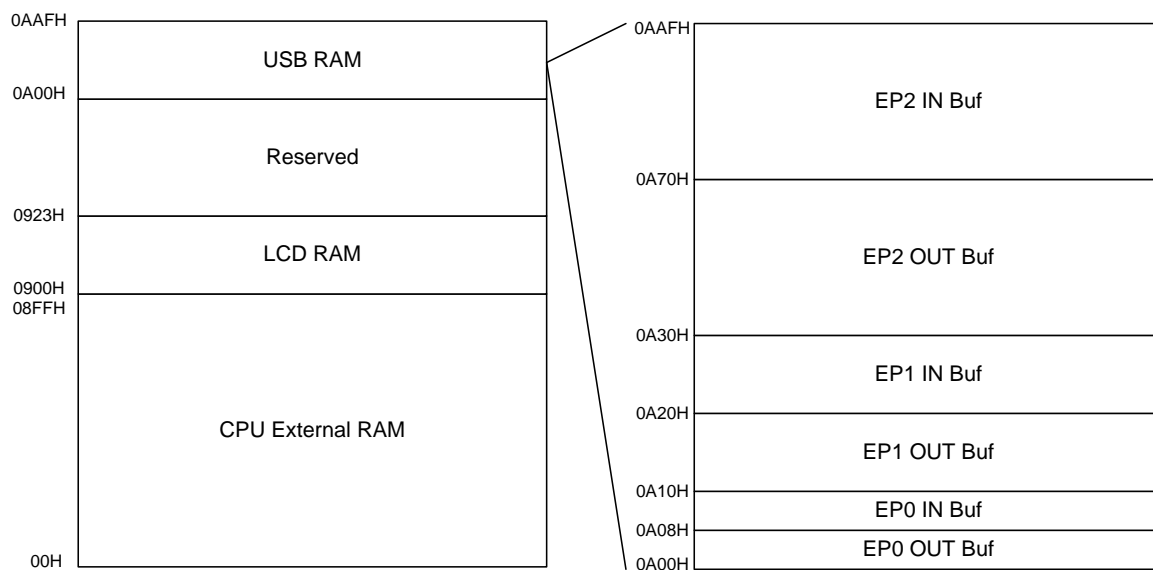 0AAFH
USB RAM
0A00H
Reserved
0923H
LCD RAM
0900H
08FFH
CPU External RAM
00H
0AAFH
EP2 IN Buf
0A70H
EP2 OUT Buf
0A30H
EP1 IN Buf
0A20H
EP1 OUT Buf
0A10H
EP0 IN Buf
0A08H
EP0 OUT Buf
0A00H